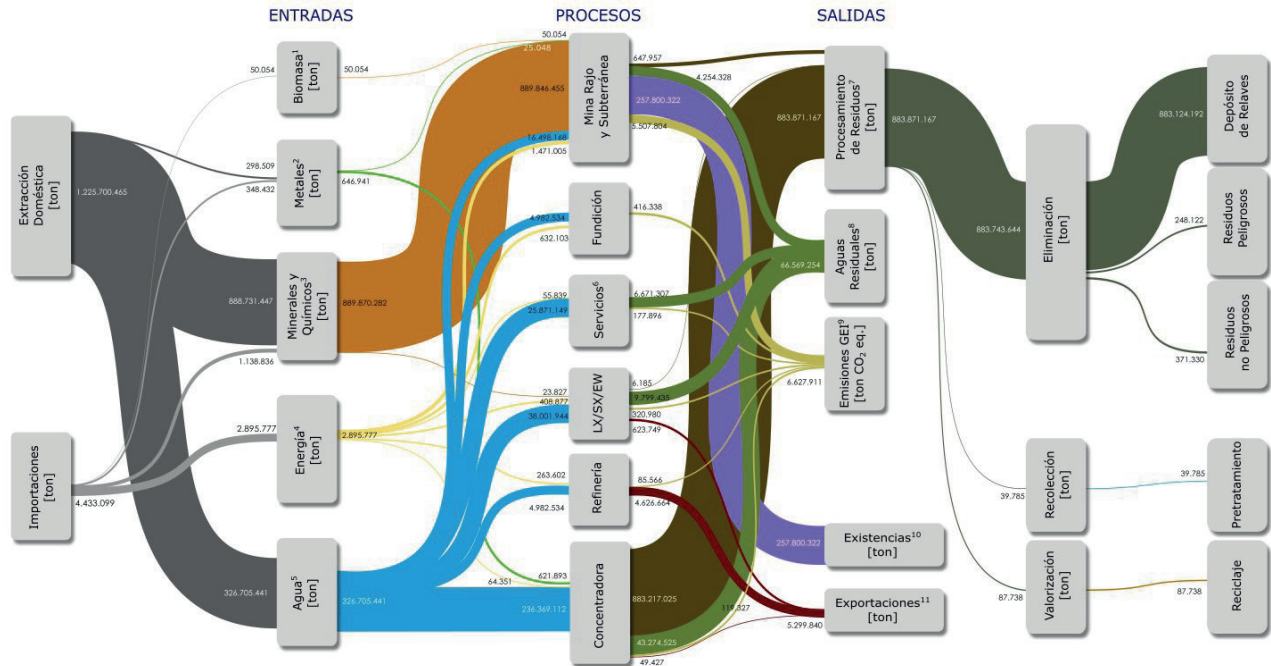 ENTRADAS
PROCESOS
SALIDAS
Extracción
Doméstica
[ton]
1.225.700.465
Importaciones
[ton]
4.433.099
50.054
Biomasa¹
[ton]
50.054
298.509
348.432
Metales²
[ton]
646.941
888.731.447
1.138.836
Minerales y
Químicos³
[ton]
889.870.282
2.895.777
Energía⁴
[ton]
2.895.777
326.705.441
Agua⁵
[ton]
326.705.441
50.054
25.048
889.846.455
16.498.168
1.471.005
Mina Rajo
y Subterránea
647.957
4.254.328
257.800.322
5.507.804
4.982.534
632.103
Fundición
416.338
55.839
25.871.149
Servicios⁶
6.671.307
177.896
23.827
408.877
38.001.944
LX/SX/EW
6.185
9.799.435
320.980
623.749
263.602
4.982.534
Refinería
85.566
4.626.664
621.893
64.351
236.369.112
Concentradora
883.217.025
119.327
43.274.525
49.427
883.871.167
Procesamiento
de Residuos⁷
[ton]
883.871.167
66.569.254
Aguas
Residuales⁸
[ton]
6.627.911
Emisiones GEI⁹
[ton CO₂ eq.]
257.800.322
Existencias¹⁰
[ton]
5.299.840
Exportaciones¹¹
[ton]
883.743.644
Eliminación
[ton]
883.124.192
Depósito
de Relaves
248.122
Residuos
Peligrosos
371.330
Residuos
no Peligrosos
39.785
Recolección
[ton]
39.785
Pretratamiento
87.738
Valorización
[ton]
87.738
Reciclaje